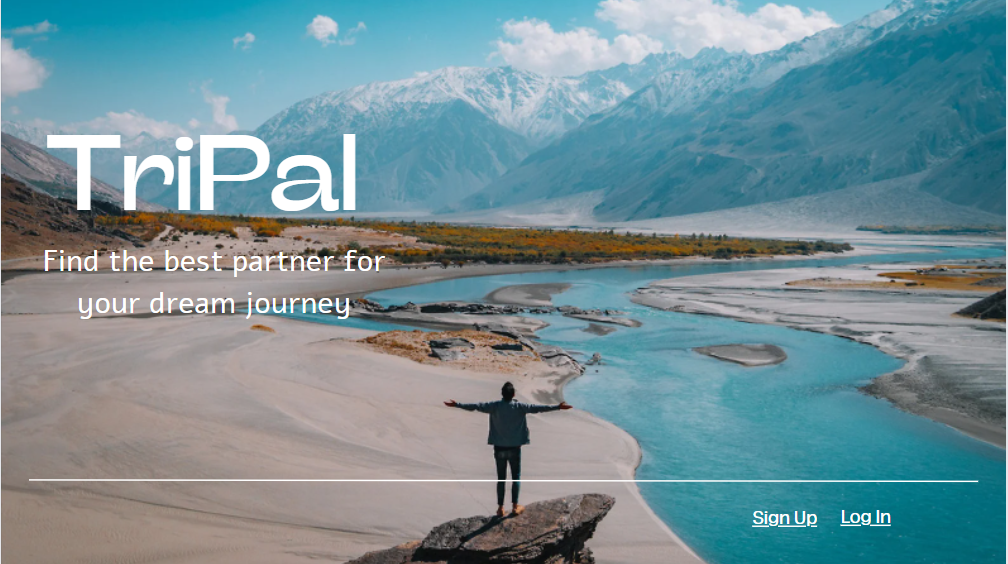 TriPal
Find the best partner for
your dream journey
Sign Up Log In